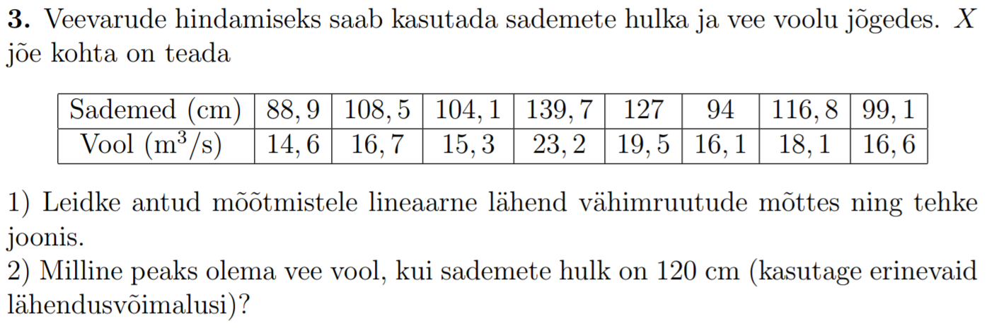 3. Veevarude hindamiseks saab kasutada sademete hulka ja vee voolu jõgedes. X
jõe kohta on teada
Sademed (cm) 88, 9 108, 5 104, 1 139, 7 127 94 116, 8 99, 1
Vool (m³/s) 14, 6 16, 7 15, 3 23, 2 19, 5 16, 1 18, 1 16, 6
1) Leidke antud mõõtmistele lineaarne lähend vähimruutude mõttes ning tehke
joonis.
2) Milline peaks olema vee vool, kui sademete hulk on 120 cm (kasutage erinevaid
lähendusvõimalusi)?